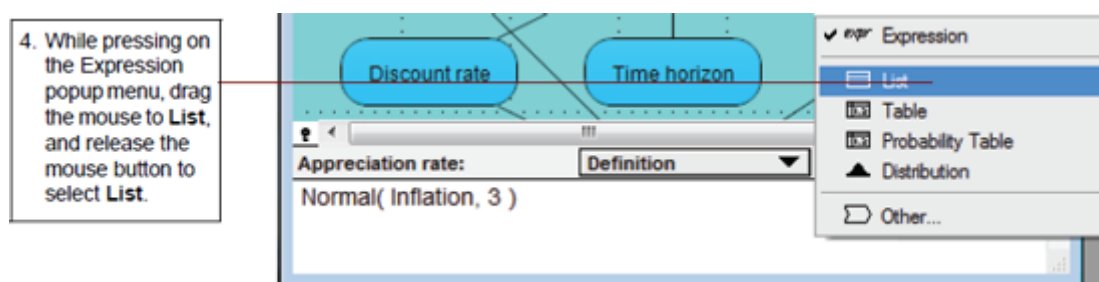 4. While pressing on
the Expression
popup menu, drag
the mouse to List,
and release the
mouse button to
select List.
Discount rate
Time horizon
Appreciation rate:
Definition
Normal( Inflation, 3 )
expr Expression
List
Table
Probability Table
Distribution
Other...